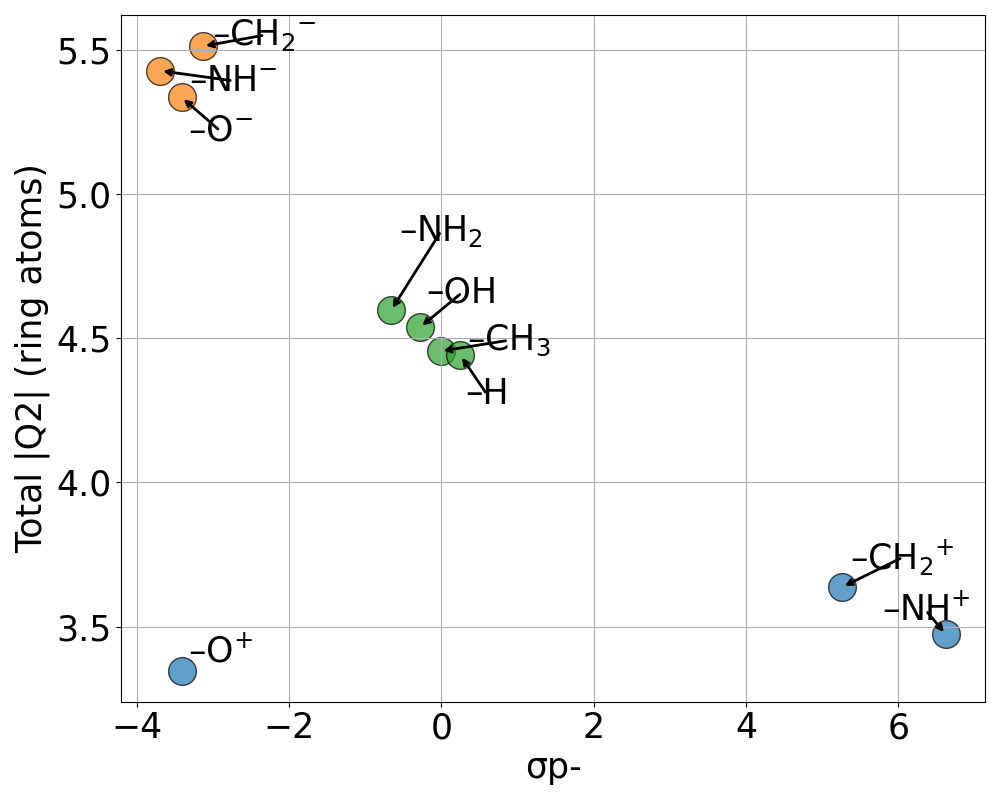 5.5
5.0
4.5
4.0
3.5
Total |Q2| (ring atoms)
–CH₂⁻
–NH⁻
–O⁻
–NH₂
–OH
–CH₃
–H
–CH₂⁺
–NH⁺
–O⁺
−4 −2 0 2 4 6
σp-